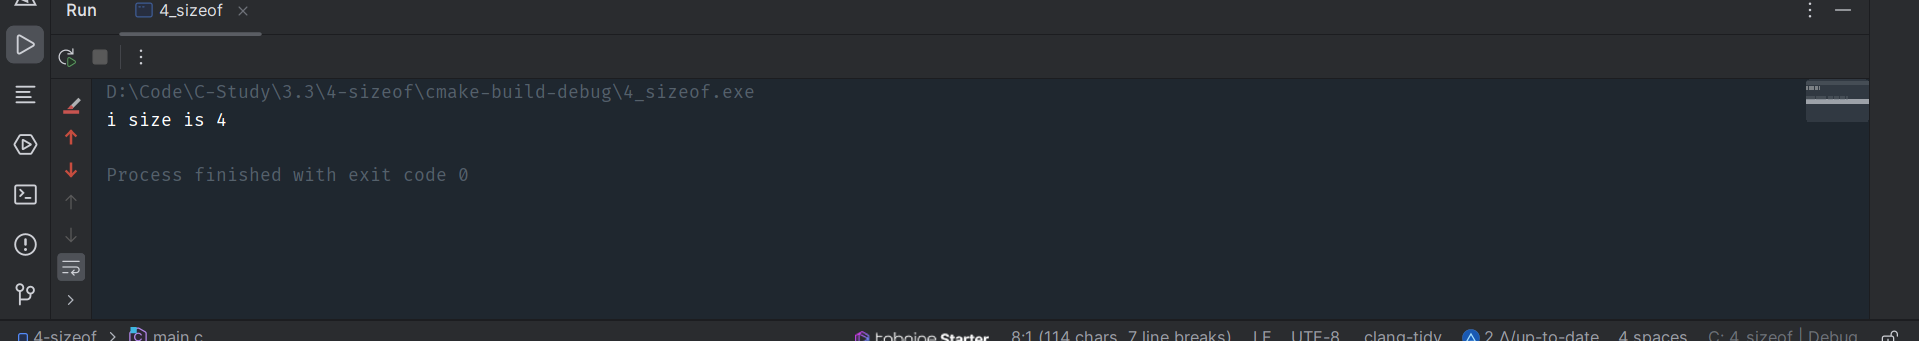 Run 4_sizeof
D:\Code\C-Study\3.3\4-sizeof\cmake-build-debug\4_sizeof.exe
i size is 4
Process finished with exit code 0
4-sizeof > main.c tabnine Starter 8:1 (114 chars, 7 line breaks) LF UTF-8 clang-tidy 2 Δ/up-to-date 4 spaces C: 4_sizeof | Debug